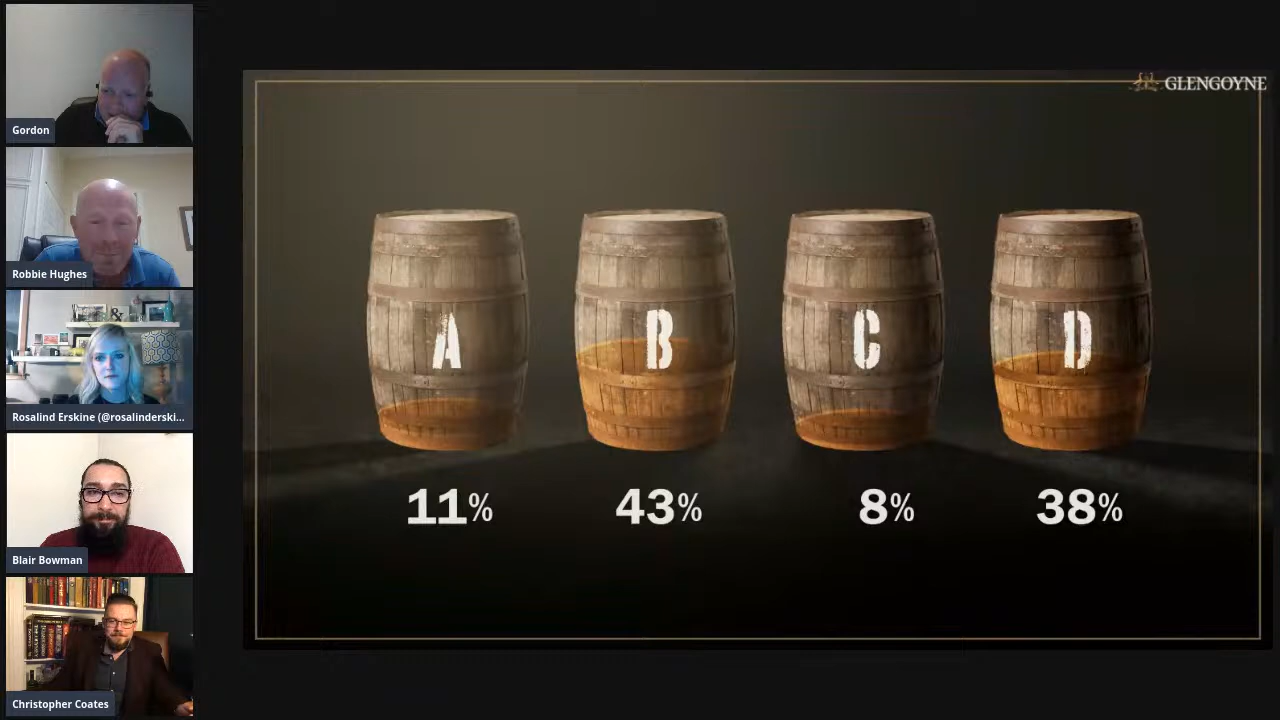 Gordon
Robbie Hughes
Rosalind Erskine (@rosalinderski...
Blair Bowman
Christopher Coates
GLENGOYNE
A B C D
11% 43% 8% 38%